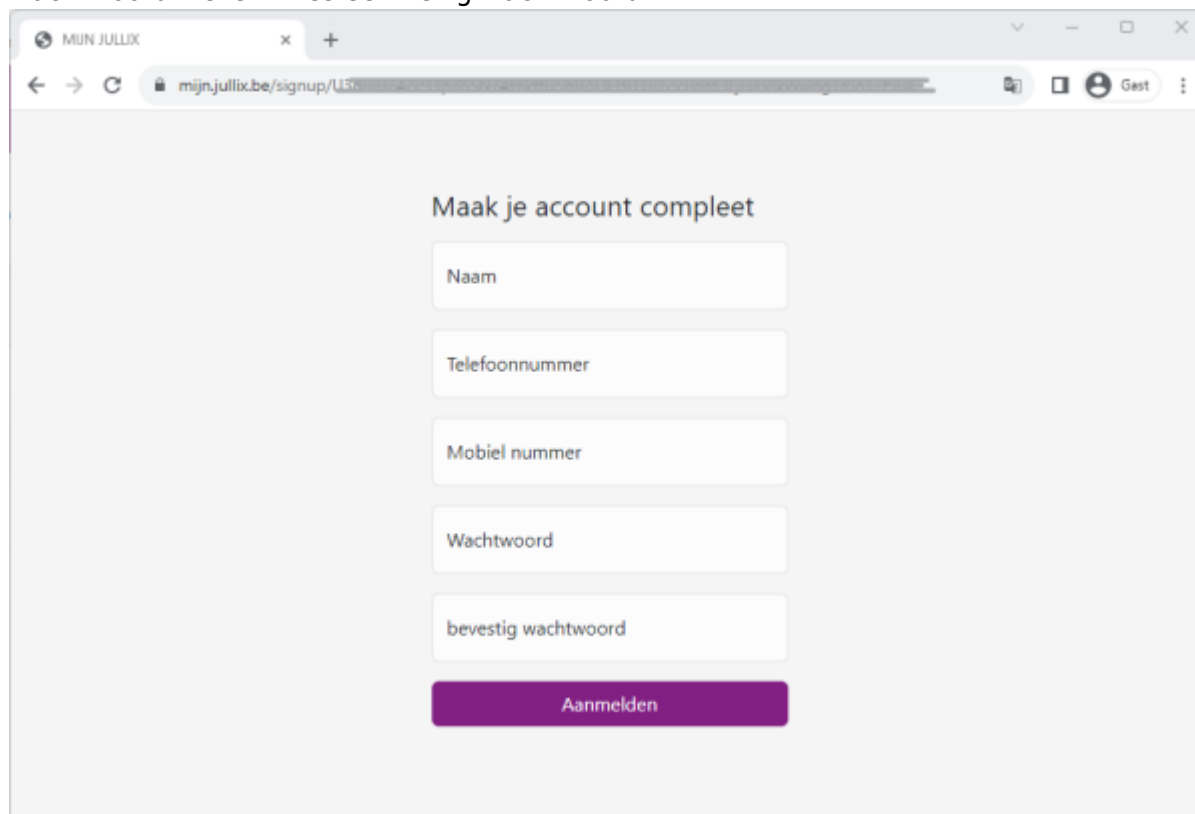 MIJN JULLIX
mijn.jullix.be/signup/U3
Gast
Maak je account compleet
Naam
Telefoonnummer
Mobiel nummer
Wachtwoord
bevestig wachtwoord
Aanmelden